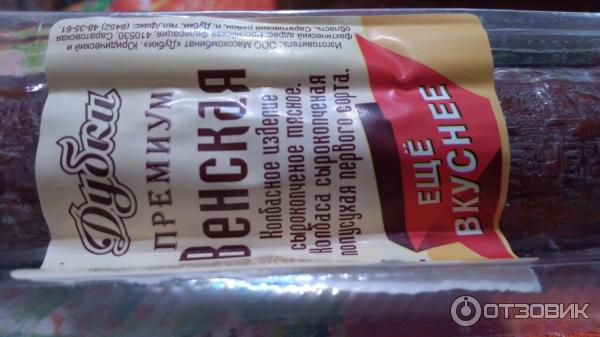 Дубки
ПРЕМИУМ
Венская
Колбасное изделие
сырокопченое мясное.
Колбаса сырокопченая
полусухая первого сорта.
ЕЩЁ
ВКУСНЕЕ
Изготовитель: ООО Мясокомбинат «Дубки». Юридический и
фактический адрес: Российская Федерация, 410530, Саратовская
область, Саратовский район, п. Дубки, тел./факс: (8452) 48-35-61.
ОТЗОВИК